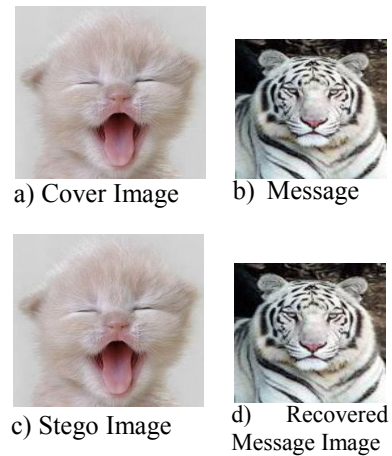 a) Cover Image
b) Message
c) Stego Image
d) Recovered
Message Image